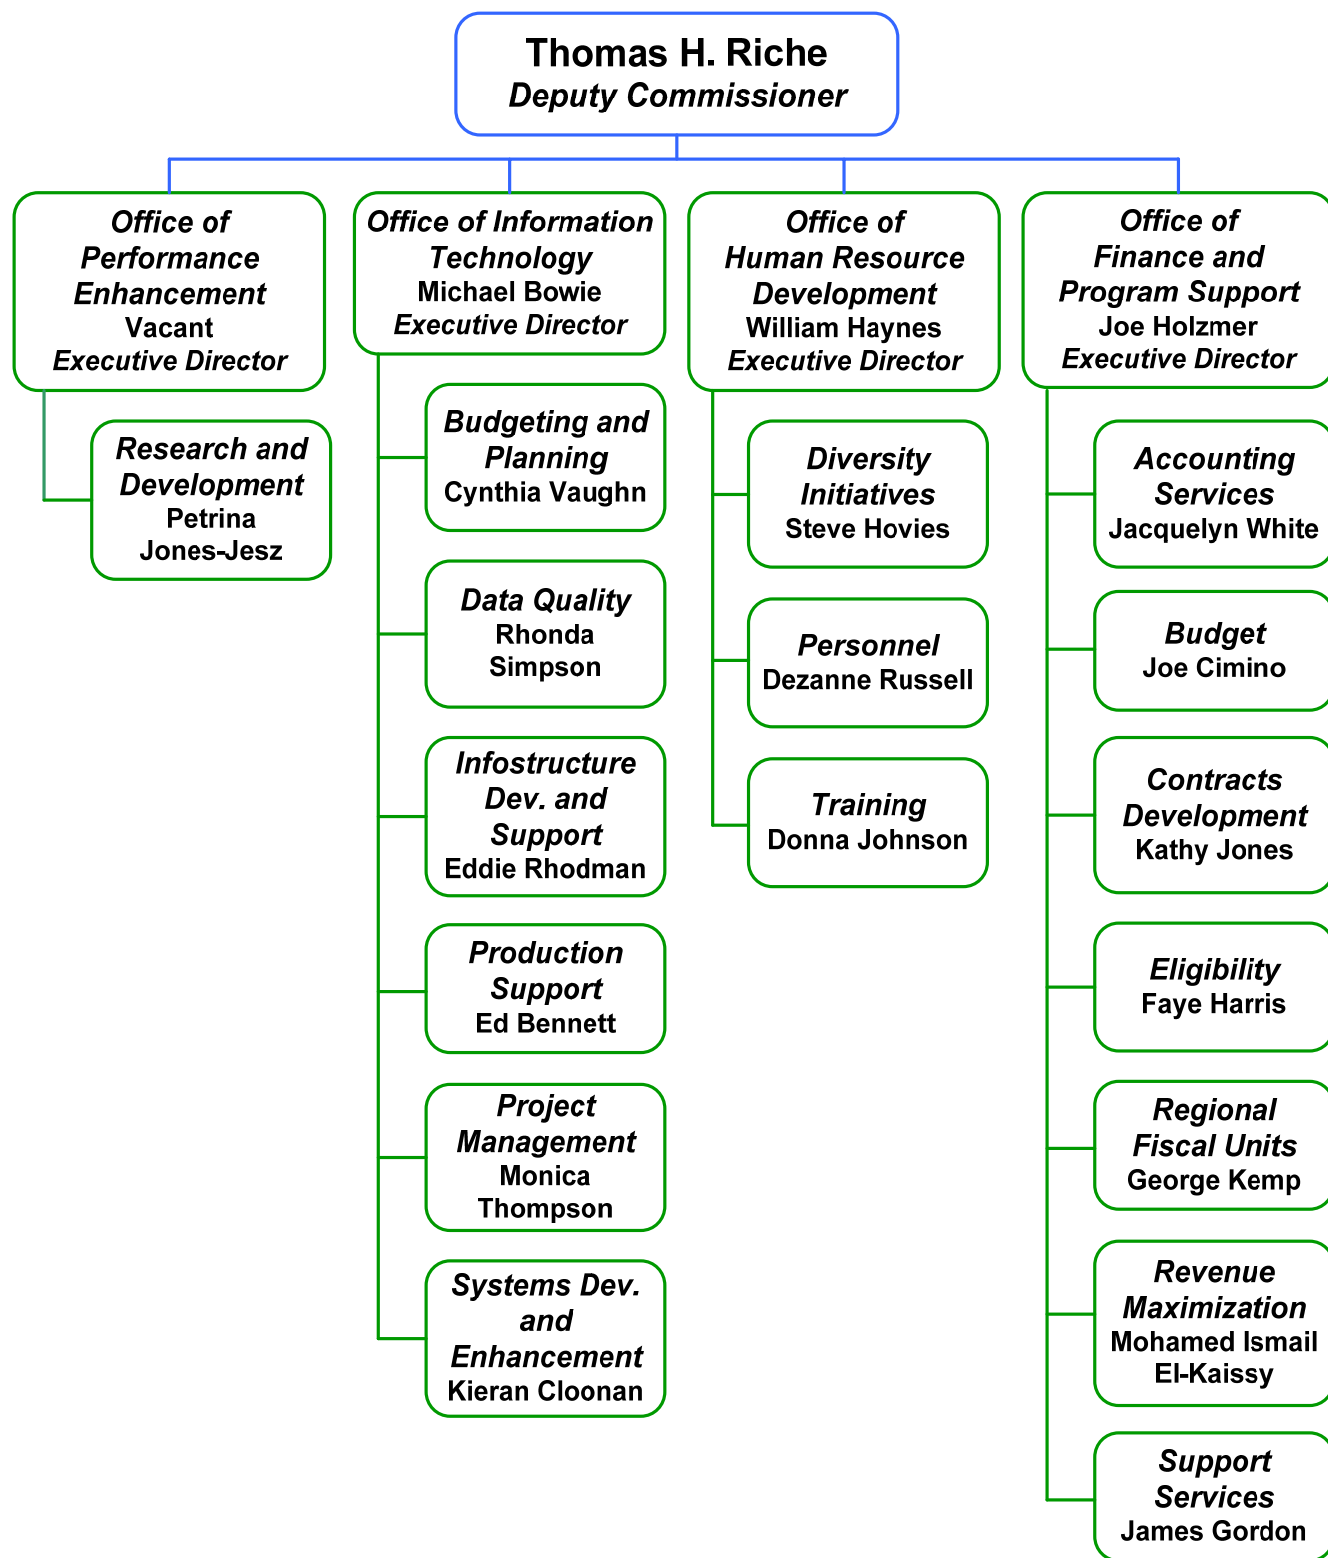 Thomas H. Riche
Deputy Commissioner
Office of
Performance
Enhancement
Vacant
Executive Director
Research and
Development
Petrina
Jones-Jesz
Office of Information
Technology
Michael Bowie
Executive Director
Budgeting and
Planning
Cynthia Vaughn
Data Quality
Rhonda
Simpson
Infostructure
Dev. and
Support
Eddie Rhodman
Production
Support
Ed Bennett
Project
Management
Monica
Thompson
Systems Dev.
and
Enhancement
Kieran Cloonan
Office of
Human Resource
Development
William Haynes
Executive Director
Diversity
Initiatives
Steve Hovies
Personnel
Dezanne Russell
Training
Donna Johnson
Office of
Finance and
Program Support
Joe Holzmer
Executive Director
Accounting
Services
Jacquelyn White
Budget
Joe Cimino
Contracts
Development
Kathy Jones
Eligibility
Faye Harris
Regional
Fiscal Units
George Kemp
Revenue
Maximization
Mohamed Ismail
El-Kaissy
Support
Services
James Gordon